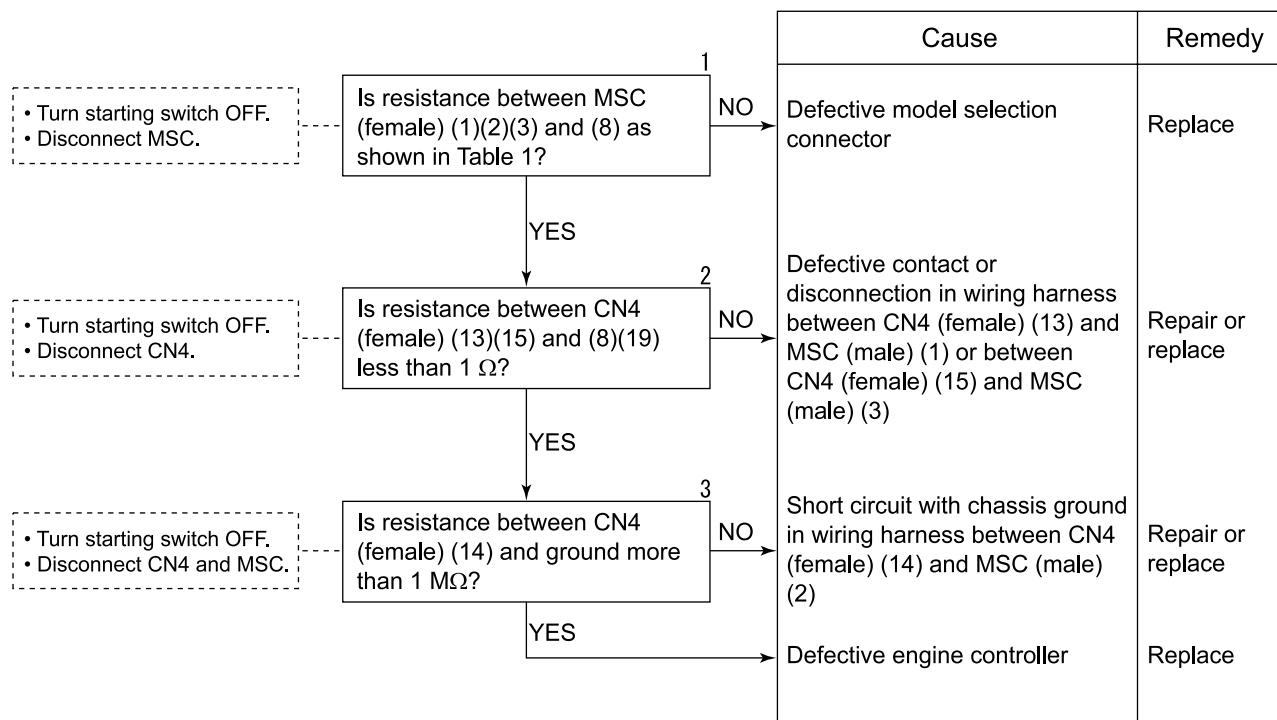 Cause
Remedy
1
• Turn starting switch OFF.
• Disconnect MSC.
Is resistance between MSC
(female) (1)(2)(3) and (8) as
shown in Table 1?
NO
Defective model selection
connector
Replace
YES
2
• Turn starting switch OFF.
• Disconnect CN4.
Is resistance between CN4
(female) (13)(15) and (8)(19)
less than 1 Ω?
NO
Defective contact or
disconnection in wiring harness
between CN4 (female) (13) and
MSC (male) (1) or between
CN4 (female) (15) and MSC
(male) (3)
Repair or
replace
YES
3
• Turn starting switch OFF.
• Disconnect CN4 and MSC.
Is resistance between CN4
(female) (14) and ground more
than 1 MΩ?
NO
Short circuit with chassis ground
in wiring harness between CN4
(female) (14) and MSC (male)
(2)
Repair or
replace
YES
Defective engine controller
Replace